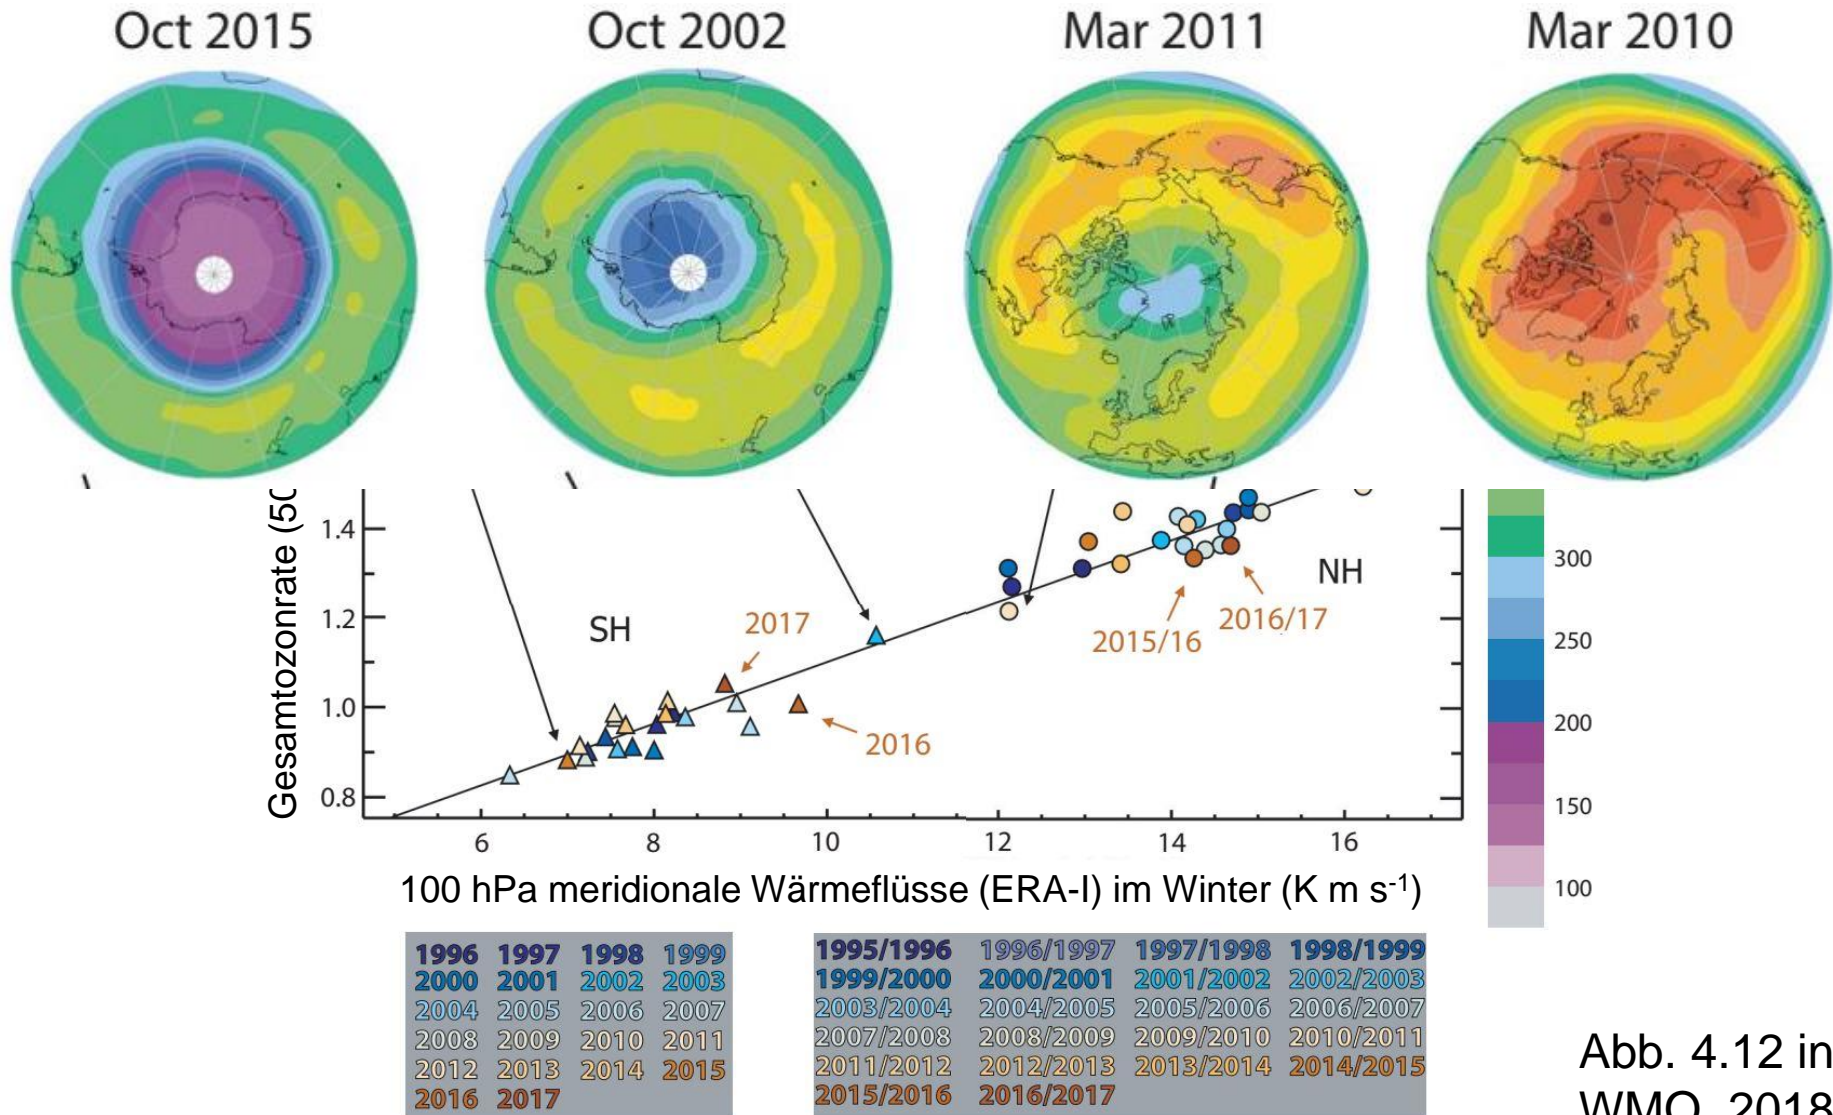 Oct 2015
Oct 2002
Mar 2011
Mar 2010
Gesamtozonrate (50
1.4
1.2
1.0
0.8
SH
NH
2017
2016
2015/16
2016/17
6 8 10 12 14 16
100 hPa meridionale Wärmeflüsse (ERA-I) im Winter (K m s-1)
300
250
200
150
100
1996 1997 1998 1999
2000 2001 2002 2003
2004 2005 2006 2007
2008 2009 2010 2011
2012 2013 2014 2015
2016 2017
1995/1996 1996/1997 1997/1998 1998/1999
1999/2000 2000/2001 2001/2002 2002/2003
2003/2004 2004/2005 2005/2006 2006/2007
2007/2008 2008/2009 2009/2010 2010/2011
2011/2012 2012/2013 2013/2014 2014/2015
2015/2016 2016/2017
Abb. 4.12 in
WMO, 2018